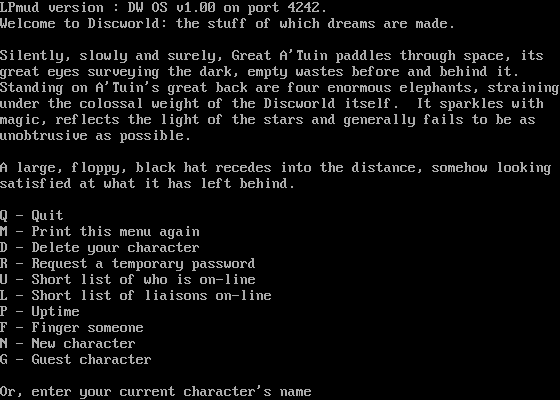 LPmud version : DW OS v1.00 on port 4242.
Welcome to Discworld: the stuff of which dreams are made.
Silently, slowly and surely, Great A'Tuin paddles through space, its
great eyes surveying the dark, empty wastes before and behind it.
Standing on A'Tuin's great back are four enormous elephants, straining
under the colossal weight of the Discworld itself.  It sparkles with
magic, reflects the light of the stars and generally fails to be as
unobtrusive as possible.
A large, floppy, black hat recedes into the distance, somehow looking
satisfied at what it has left behind.
Q - Quit
M - Print this menu again
D - Delete your character
R - Request a temporary password
U - Short list of who is on-line
L - Short list of liaisons on-line
P - Uptime
F - Finger someone
N - New character
G - Guest character
Or, enter your current character's name